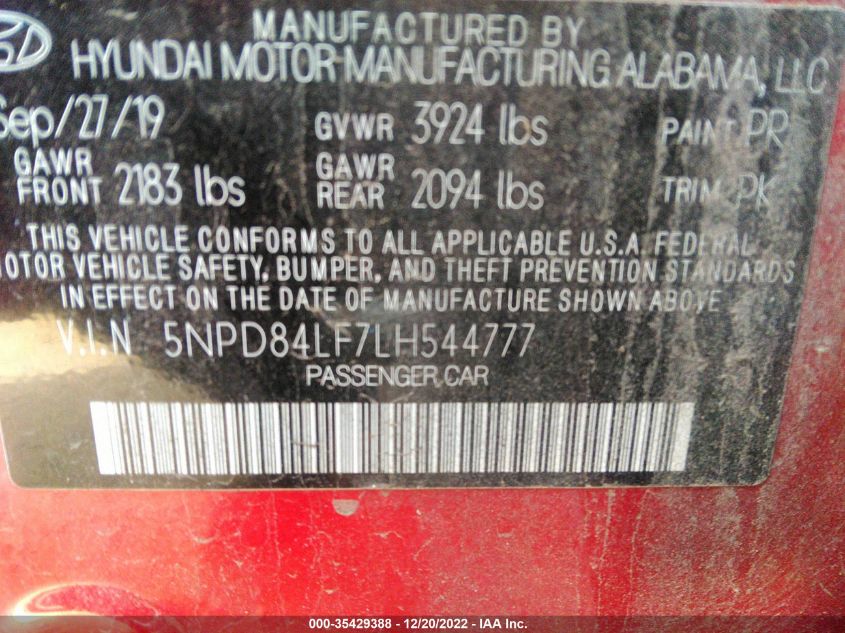 MANUFACTURED BY
HYUNDAI MOTOR MANUFACTURING ALABAMA, LLC
Sep/27/19 GVWR 3924 lbs PAINT PR
GAWR FRONT 2183 lbs GAWR REAR 2094 lbs TRIM PK
THIS VEHICLE CONFORMS TO ALL APPLICABLE U.S.A. FEDERAL
MOTOR VEHICLE SAFETY, BUMPER, AND THEFT PREVENTION STANDARDS
IN EFFECT ON THE DATE OF MANUFACTURE SHOWN ABOVE
V.I.N 5NPD84LF7LH544777
PASSENGER CAR
000-35429388 - 12/20/2022 - IAA Inc.